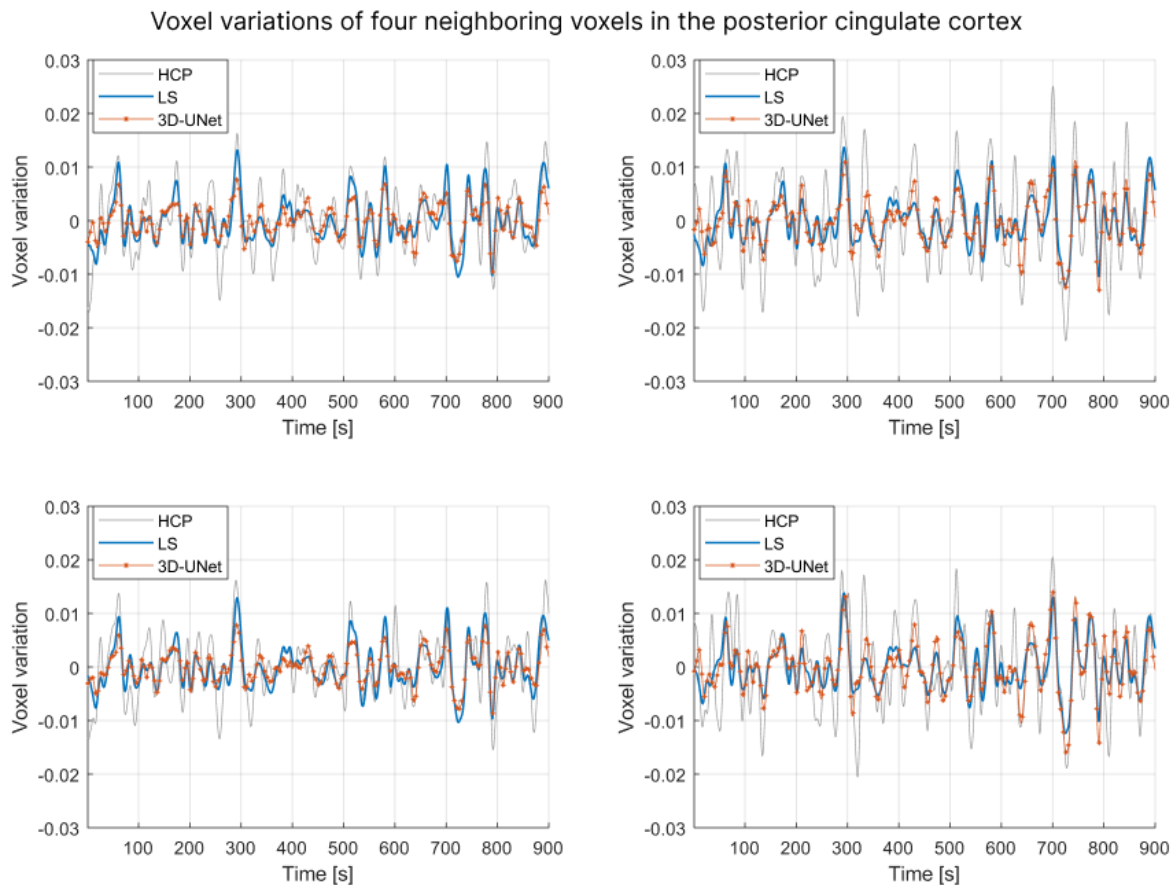 Voxel variations of four neighboring voxels in the posterior cingulate cortex
HCP
LS
3D-UNet
0.03
0.02
0.01
0
-0.01
-0.02
-0.03
Voxel variation
100 200 300 400 500 600 700 800 900
Time [s]
HCP
LS
3D-UNet
0.03
0.02
0.01
0
-0.01
-0.02
-0.03
Voxel variation
100 200 300 400 500 600 700 800 900
Time [s]
HCP
LS
3D-UNet
0.03
0.02
0.01
0
-0.01
-0.02
-0.03
Voxel variation
100 200 300 400 500 600 700 800 900
Time [s]
HCP
LS
3D-UNet
0.03
0.02
0.01
0
-0.01
-0.02
-0.03
Voxel variation
100 200 300 400 500 600 700 800 900
Time [s]